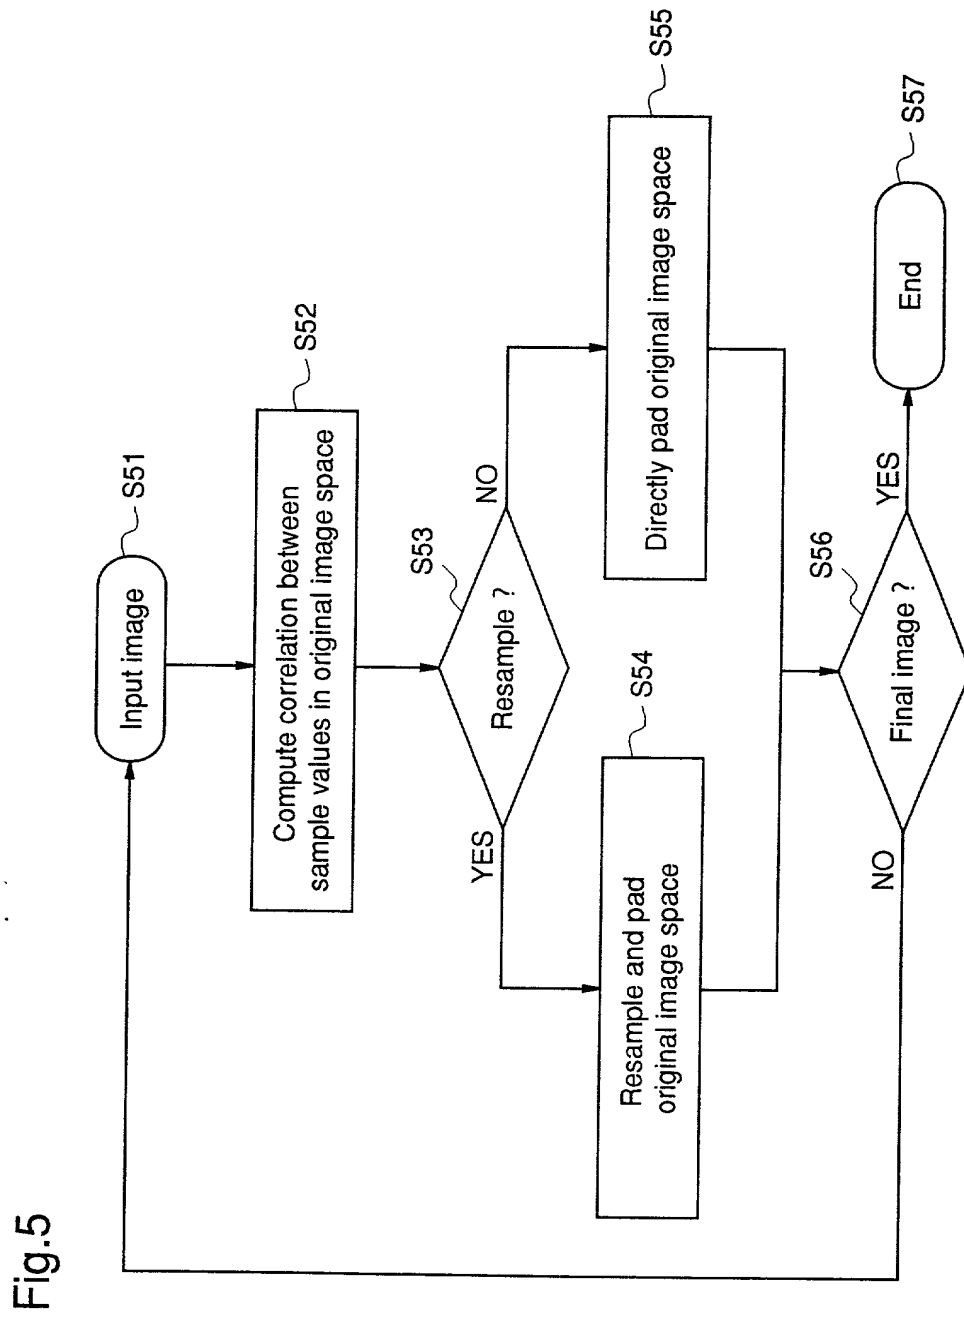 Fig.5
Input image
S51
Compute correlation between
sample values in original image space
S52
Resample ?
S53
YES
NO
Resample and pad
original image space
S54
Directly pad original image space
S55
Final image ?
S56
NO
YES
End
S57